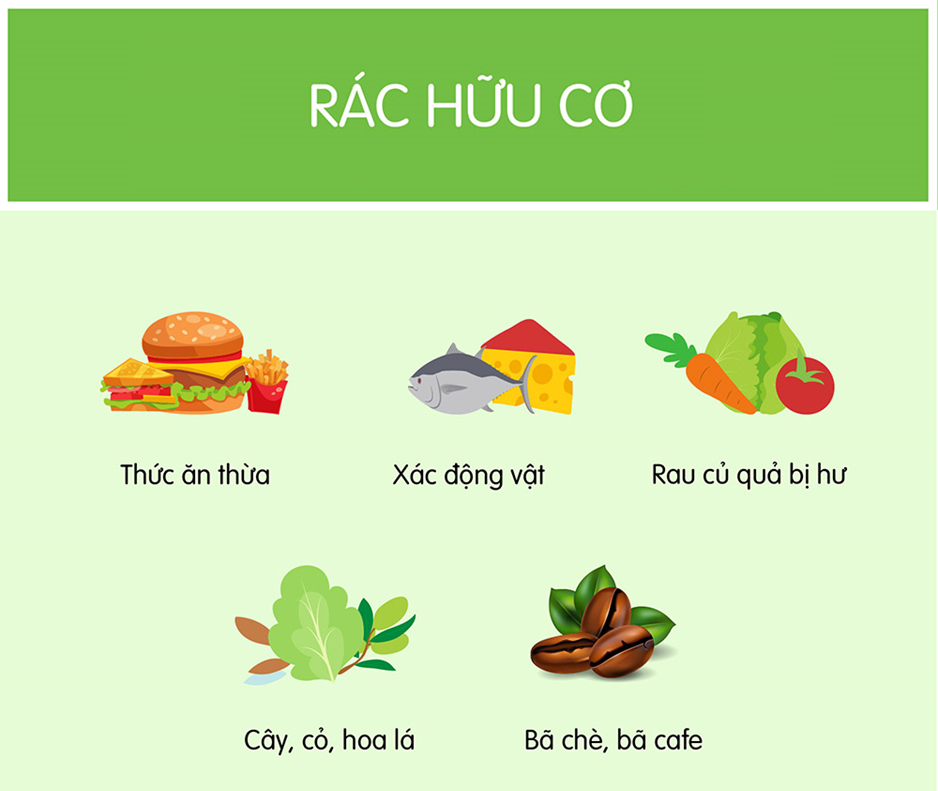 RÁC HỮU CƠ
Thức ăn thừa
Xác động vật
Rau củ quả bị hư
Cây, cỏ, hoa lá
Bã chè, bã cafe